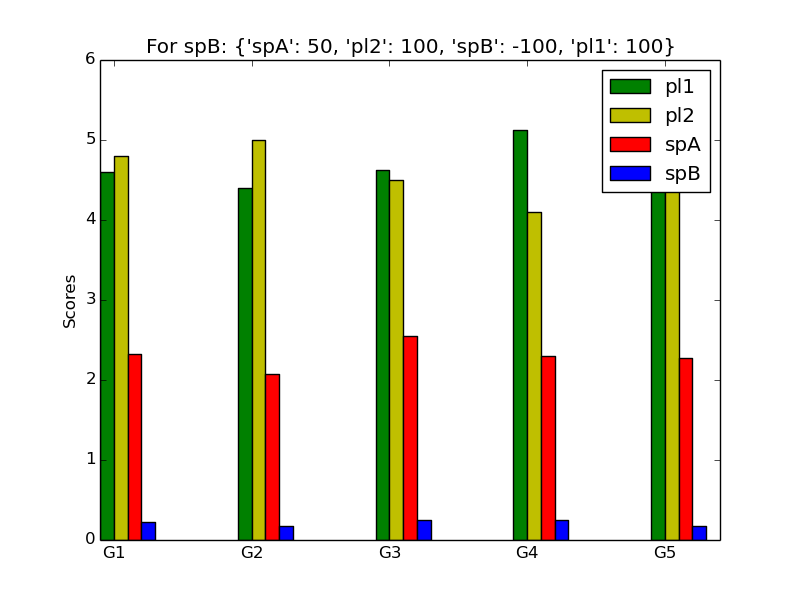 For spB: {'spA': 50, 'pl2': 100, 'spB': -100, 'pl1': 100}
6
5
4
3
2
1
0
Scores
pl1
pl2
spA
spB
G1 G2 G3 G4 G5